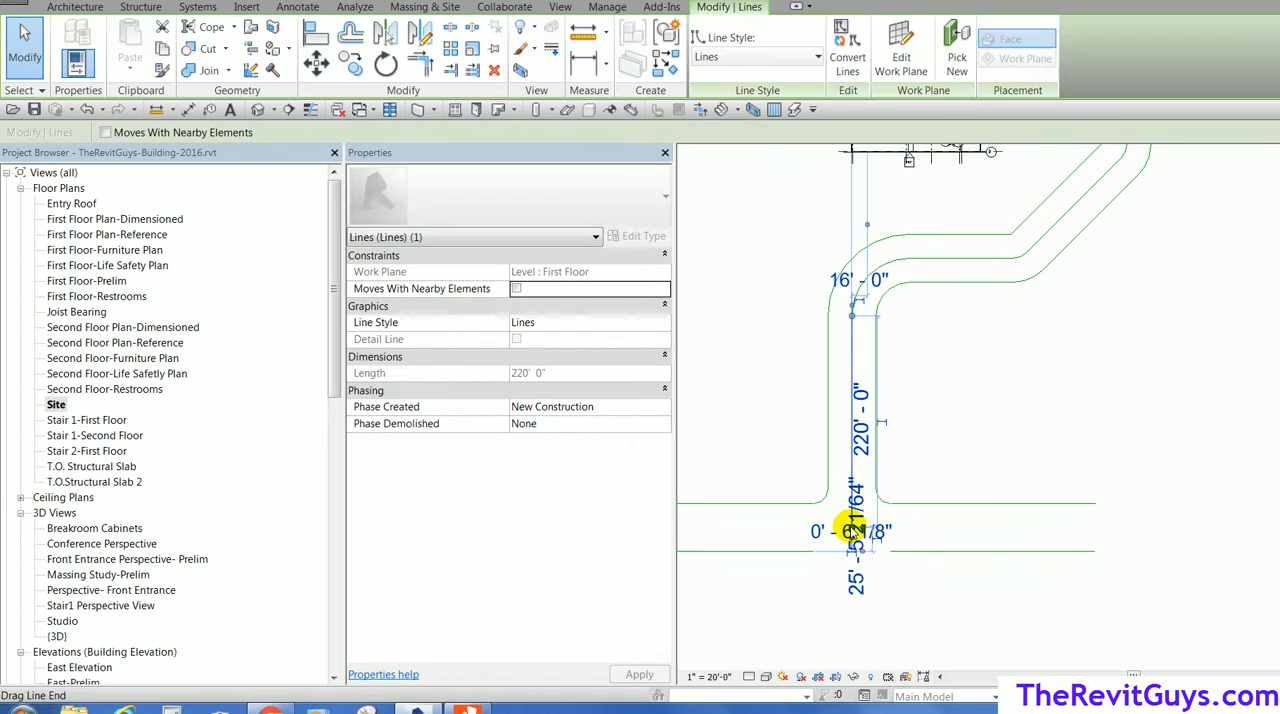 Architecture Structure Systems Insert Annotate Analyze Massing & Site Collaborate View Manage Add-Ins Modify | Lines
Modify Paste Cope Cut Join Line Style: Lines Convert Lines Edit Work Plane Pick New Face Work Plane
Select Properties Clipboard Geometry Modify View Measure Create Line Style Edit Work Plane Placement
Modify | Lines Moves With Nearby Elements
Project Browser - TheRevitGuys-Building-2016.rvt
Views (all)
Floor Plans
Entry Roof
First Floor Plan-Dimensioned
First Floor Plan-Reference
First Floor-Furniture Plan
First Floor-Life Safety Plan
First Floor-Prelim
First Floor-Restrooms
Joist Bearing
Second Floor Plan-Dimensioned
Second Floor Plan-Reference
Second Floor-Furniture Plan
Second Floor-Life Saftely Plan
Second Floor-Restrooms
Site
Stair 1-First Floor
Stair 1-Second Floor
Stair 2-First Floor
T.O. Structural Slab
T.O.Structural Slab 2
Ceiling Plans
3D Views
Breakroom Cabinets
Conference Perspective
Front Entrance Perspective- Prelim
Massing Study-Prelim
Perspective- Front Entrance
Stair1 Perspective View
Studio
{3D}
Elevations (Building Elevation)
East Elevation
East-Prelim
Properties
Lines (Lines) (1) Edit Type
Constraints
Work Plane Level : First Floor
Moves With Nearby Elements
Graphics
Line Style Lines
Detail Line
Dimensions
Length 220' 0"
Phasing
Phase Created New Construction
Phase Demolished None
Properties help Apply
16' - 0"
220' - 0"
1" = 20'-0"
Drag Line End :0 Main Model
TheRevitGuys.com